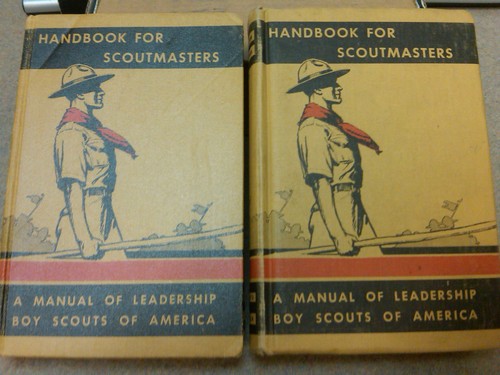 HANDBOOK FOR
SCOUTMASTERS
A MANUAL OF LEADERSHIP
BOY SCOUTS OF AMERICA
HANDBOOK FOR
SCOUTMASTERS
A MANUAL OF LEADERSHIP
BOY SCOUTS OF AMERICA